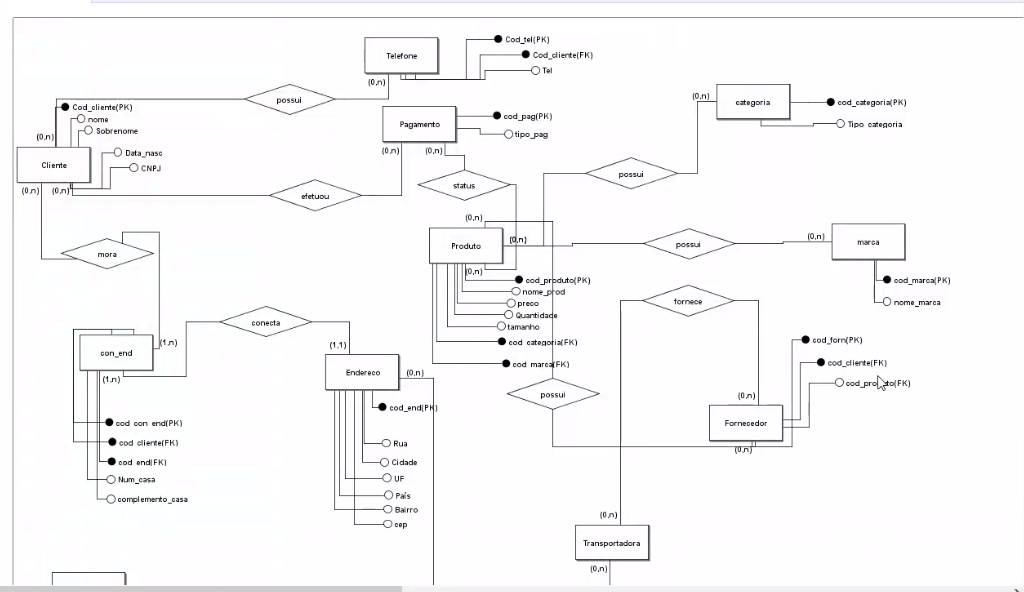 Telefone
Cod_tel(PK)
Cod_cliente(FK)
Tel
(0,n)
possui
Cod_cliente(PK)
nome
Sobrenome
(0,n)
Cliente
Data_nasc
CNPJ
(0,n)
(0,n)
Pagamento
cod_pag(PK)
tipo_pag
(0,n)
(0,n)
efetuou
status
categoria
(0,n)
cod_categoria(PK)
Tipo_categoria
possui
mora
(0,n)
Produto
(0,n)
(0,n)
possui
(0,n)
marca
cod_marca(PK)
nome_marca
cod_produto(PK)
nome_prod
preco
Quantidade
tamanho
cod_categoria(FK)
cod_marca(FK)
fornece
conecta
con_end
(1,n)
(1,n)
(1,1)
Endereco
(0,n)
cod_end(PK)
Rua
Cidade
UF
País
Bairro
cep
possui
cod_forn(PK)
cod_cliente(FK)
cod_produto(FK)
(0,n)
Fornecedor
(0,n)
cod_con_end(PK)
cod_cliente(FK)
cod_end(FK)
Num_casa
complemento_casa
(0,n)
Transportadora
(0,n)